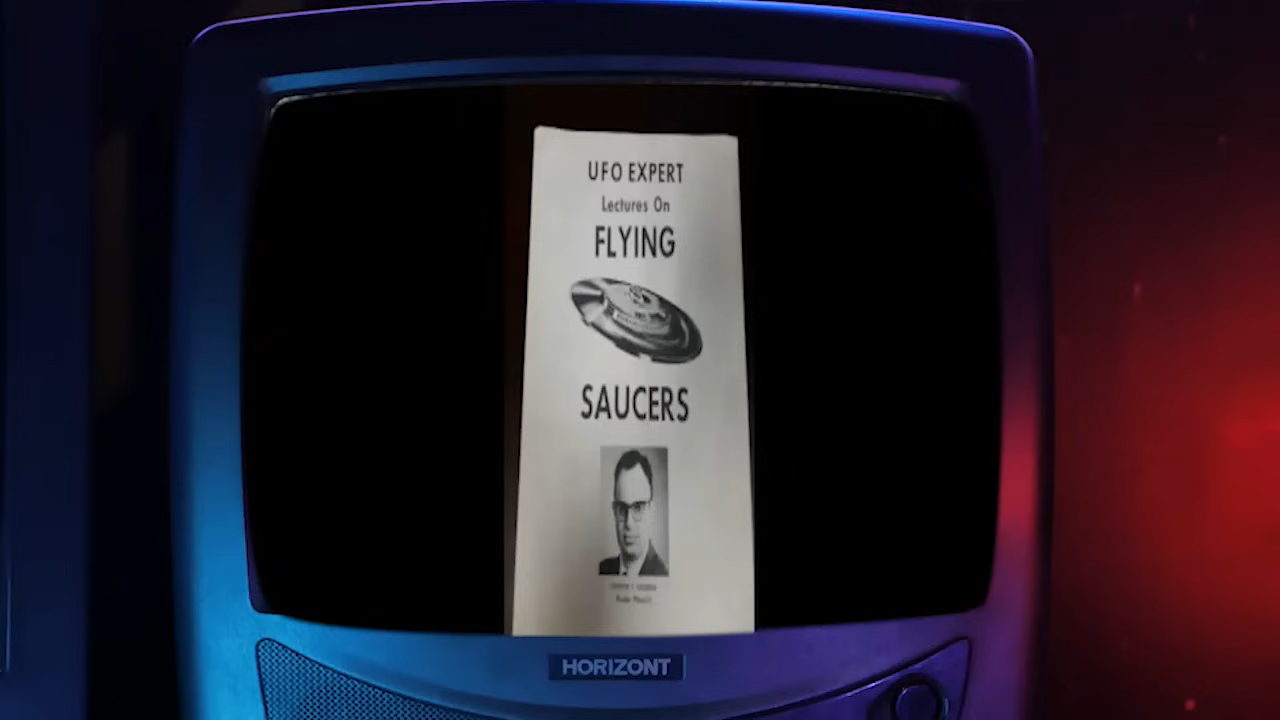 UFO EXPERT
Lectures On
FLYING
SAUCERS
HORIZONT